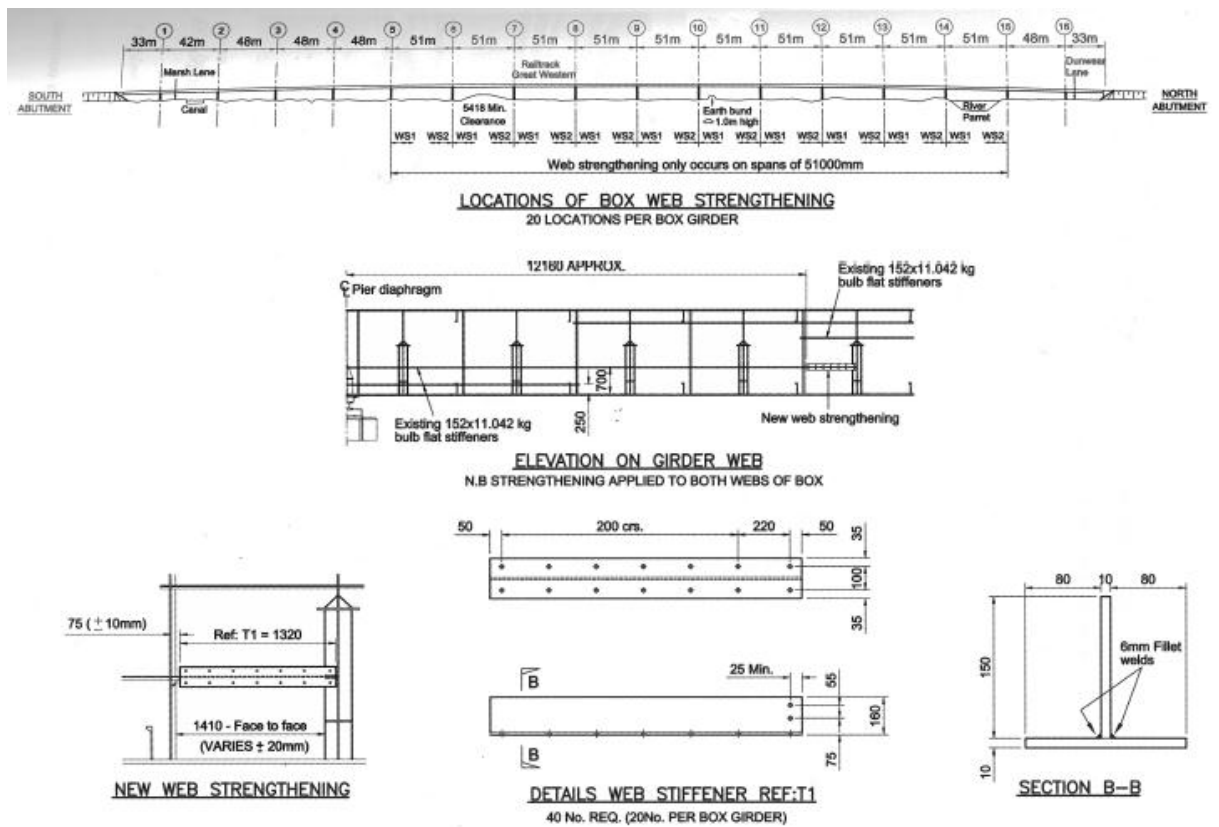 1 2 3 4 5 6 7 8 9 10 11 12 13 14 15 16
33m 42m 48m 48m 48m 51m 51m 51m 51m 51m 51m 51m 51m 51m 51m 48m 33m
Marsh Lane
Railtrack
Great Western
Dunwear
Lane
SOUTH
ABUTMENT
Canal
5418 Min.
Clearance
Earth bund
1.0m high
River
Parret
NORTH
ABUTMENT
WS1 WS2 WS1 WS2 WS1 WS2 WS1 WS2 WS1 WS2 WS1 WS2 WS1 WS2 WS1 WS2 WS1 WS2 WS1 WS2
Web strengthening only occurs on spans of 51000mm
LOCATIONS OF BOX WEB STRENGTHENING
20 LOCATIONS PER BOX GIRDER
12160 APPROX.
Existing 152x11.042 kg
bulb flat stiffeners
Pier diaphragm
700
250
Existing 152x11.042 kg
bulb flat stiffeners
New web strengthening
ELEVATION ON GIRDER WEB
N.B STRENGTHENING APPLIED TO BOTH WEBS OF BOX
75 (±10mm)
Ref: T1 = 1320
1410 - Face to face
(VARIES ± 20mm)
NEW WEB STRENGTHENING
50 200 crs. 220 50
35
100
35
B
25 Min.
55
160
75
B
DETAILS WEB STIFFENER REF:T1
40 No. REQ. (20No. PER BOX GIRDER)
80 10 80
150
6mm Fillet
welds
10
SECTION B-B